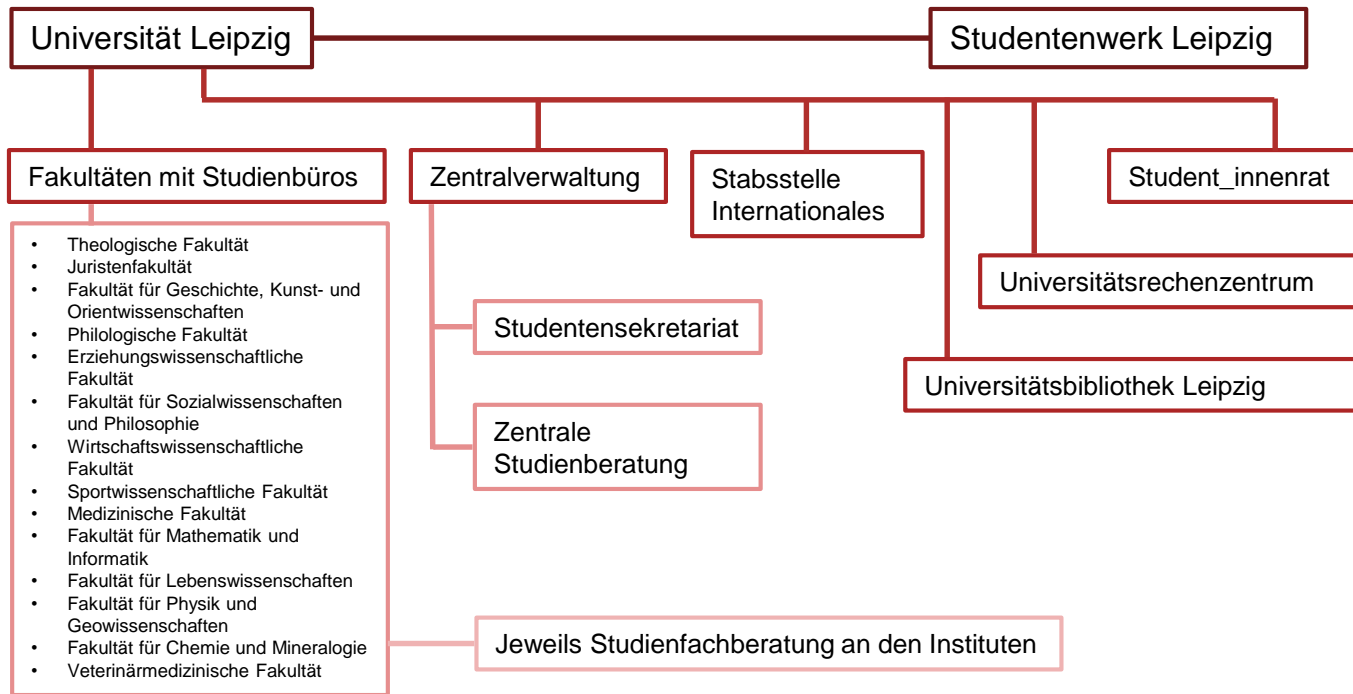 Universität Leipzig
Studentenwerk Leipzig
Fakultäten mit Studienbüros
Zentralverwaltung
Stabsstelle
Internationales
Student_innenrat
• Theologische Fakultät
• Juristenfakultät
• Fakultät für Geschichte, Kunst- und
Orientwissenschaften
• Philologische Fakultät
• Erziehungswissenschaftliche
Fakultät
• Fakultät für Sozialwissenschaften
und Philosophie
• Wirtschaftswissenschaftliche
Fakultät
• Sportwissenschaftliche Fakultät
• Medizinische Fakultät
• Fakultät für Mathematik und
Informatik
• Fakultät für Lebenswissenschaften
• Fakultät für Physik und
Geowissenschaften
• Fakultät für Chemie und Mineralogie
• Veterinärmedizinische Fakultät
Studentensekretariat
Zentrale
Studienberatung
Universitätsrechenzentrum
Universitätsbibliothek Leipzig
Jeweils Studienfachberatung an den Instituten